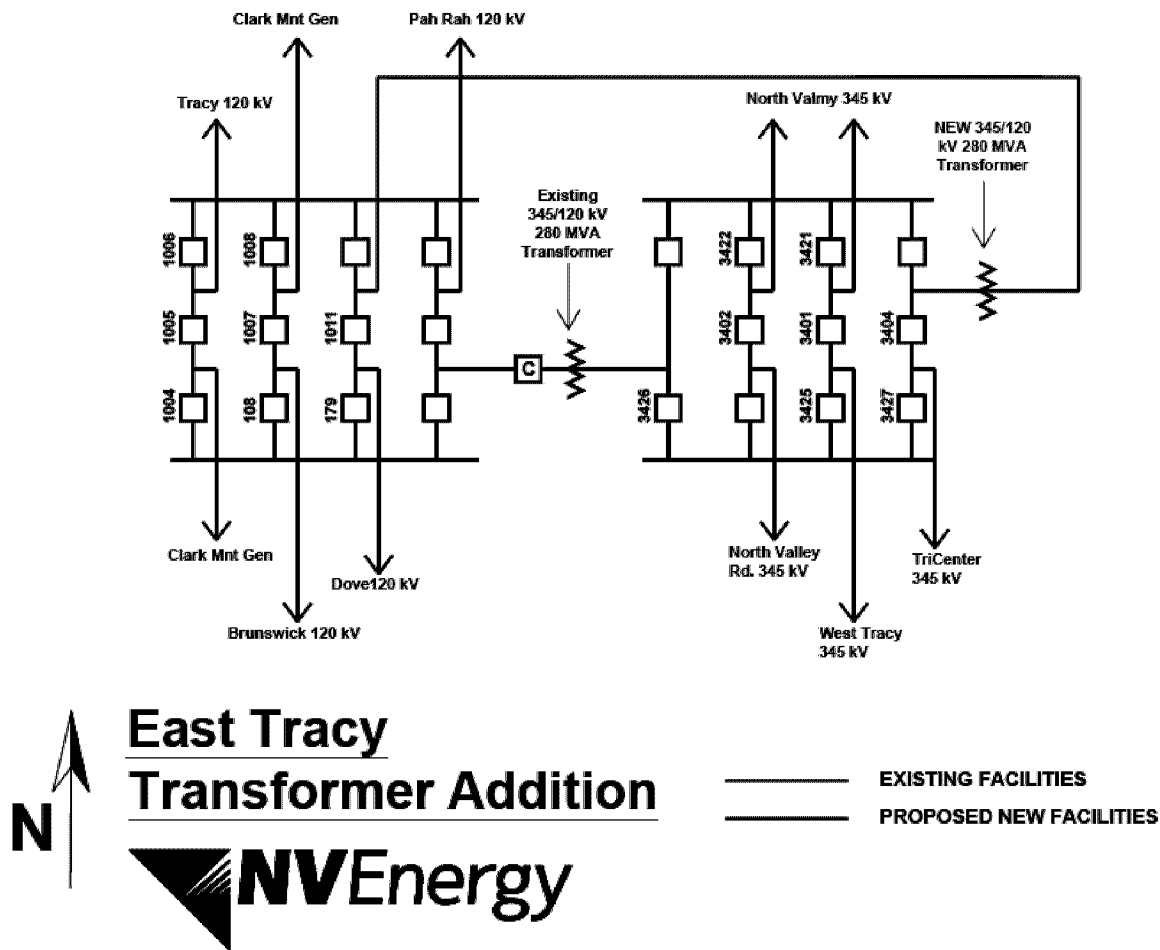 Clark Mnt Gen
Pah Rah 120 kV
Tracy 120 kV
North Valmy 345 kV
NEW 345/120
kV 280 MVA
Transformer
Existing
345/120 kV
280 MVA
Transformer
1006
1008
3422
3421
1005
1007
1011
3402
3401
3404
C
1004
108
179
3426
3425
3427
Clark Mnt Gen
Dove120 kV
Brunswick 120 kV
North Valley
Rd. 345 kV
TriCenter
345 kV
West Tracy
345 kV
N
East Tracy
Transformer Addition
NVEnergy
EXISTING FACILITIES
PROPOSED NEW FACILITIES